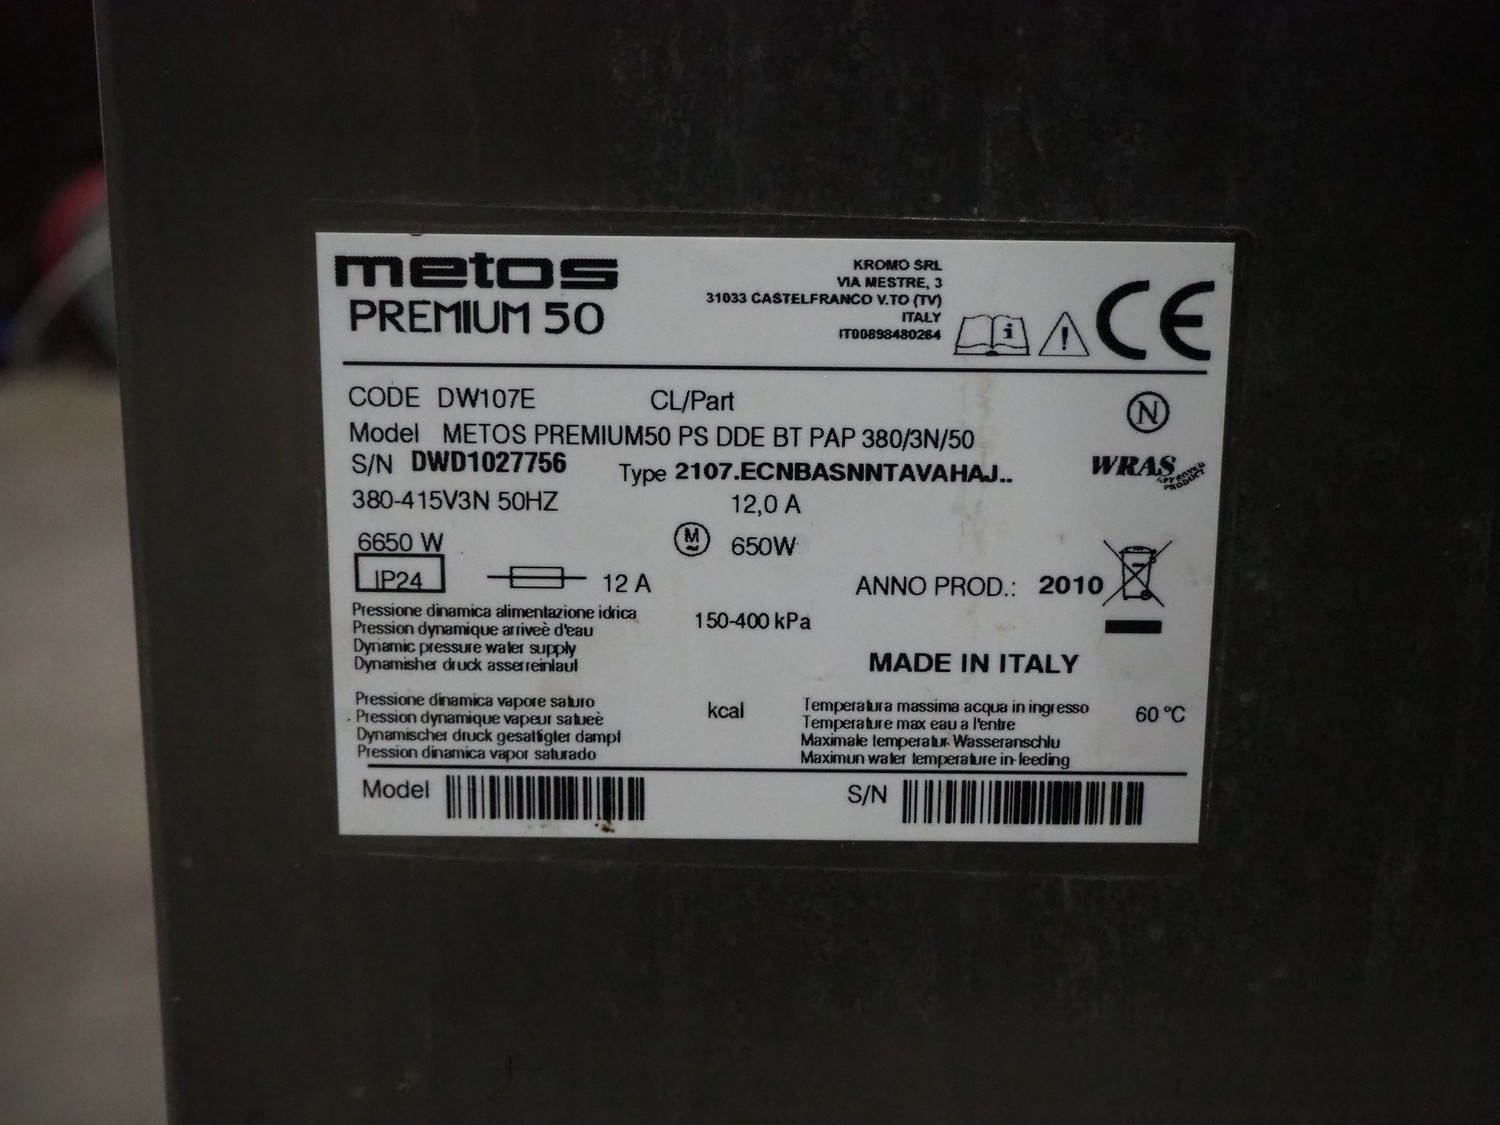 metos
PREMIUM 50
KROMO SRL
VIA MESTRE, 3
31033 CASTELFRANCO V.TO (TV)
ITALY
IT00898480264
i
!
CE
CODE DW107E CL/Part
N
Model METOS PREMIUM50 PS DDE BT PAP 380/3N/50
S/N DWD1027756 Type 2107.ECNBASNNTAVAHAJ..
WRAS
APPROVED
PRODUCT
380-415V3N 50HZ 12,0 A
6650 W M 650W
IP24 12 A ANNO PROD.: 2010
Pressione dinamica alimentazione idrica
Pression dynamique arriveè d'eau
Dynamic pressure water supply
Dynamisher druck asserreinlauf
150-400 kPa
MADE IN ITALY
Pressione dinamica vapore saturo
Pression dynamique vapeur satueè
Dynamischer druck gesattigter dampf
Pression dinamica vapor saturado
kcal
Temperatura massima acqua in ingresso
Temperature max eau a l'entre
Maximale temperatur. Wasseranschlu
Maximun water temperature in-feeding
60 °C
Model S/N